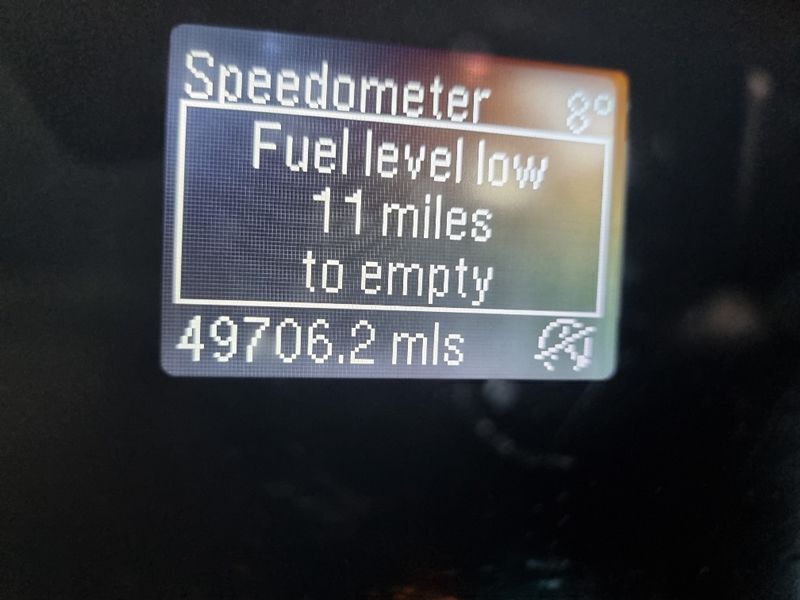 Speedometer 8°
Fuel level low
11 miles
to empty
49706.2 mls